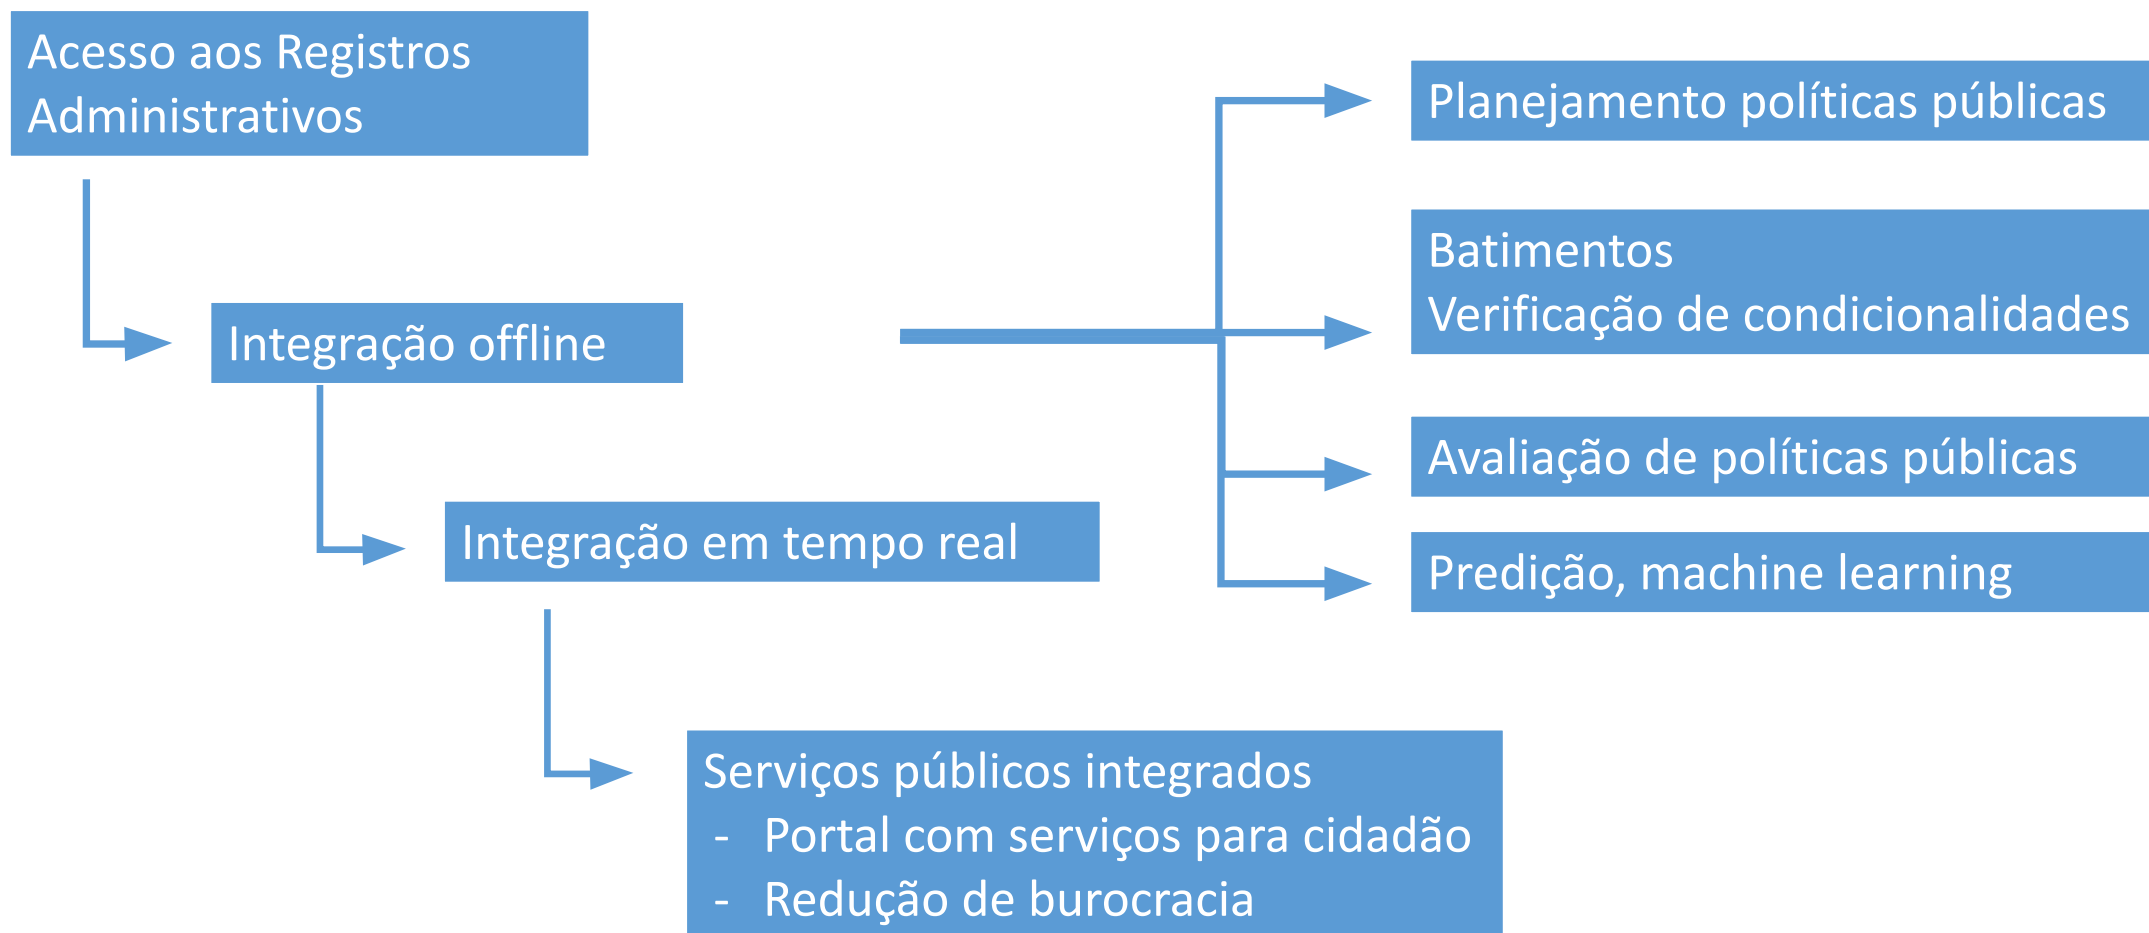 Acesso aos Registros
Administrativos
Integração offline
Integração em tempo real
Serviços públicos integrados
- Portal com serviços para cidadão
- Redução de burocracia
Planejamento políticas públicas
Batimentos
Verificação de condicionalidades
Avaliação de políticas públicas
Predição, machine learning